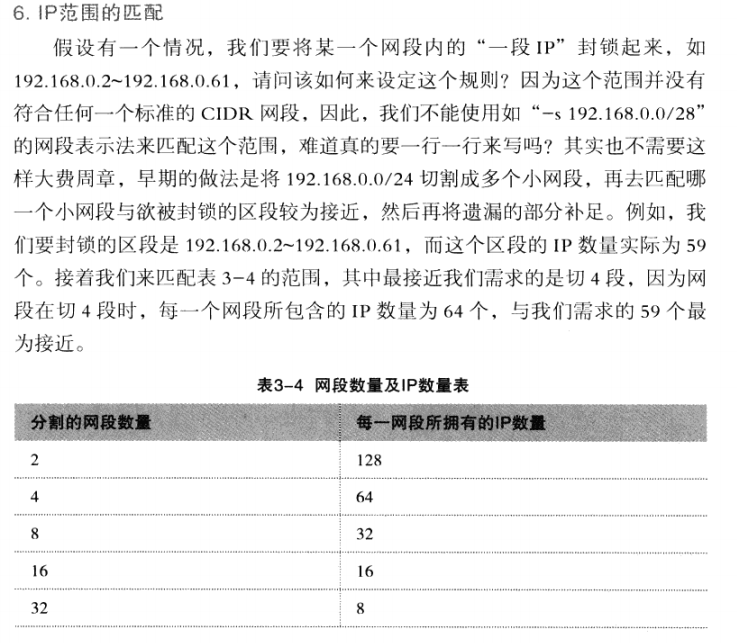 6. IP范围的匹配
假设有一个情况，我们要将某一个网段内的“一段 IP”封锁起来，如
192.168.0.2~192.168.0.61，请问该如何来设定这个规则？因为这个范围并没有
符合任何一个标准的 CIDR 网段，因此，我们不能使用如“-s 192.168.0.0/28”
的网段表示法来匹配这个范围，难道真的要一行一行来写吗？其实也不需要这
样大费周章，早期的做法是将 192.168.0.0/24 切割成多个小网段，再去匹配哪
一个小网段与欲被封锁的区段较为接近，然后再将遗漏的部分补足。例如，我
们要封锁的区段是 192.168.0.2~192.168.0.61，而这个区段的 IP 数量实际为 59
个。接着我们来匹配表 3-4 的范围，其中最接近我们需求的是切 4 段，因为网
段在切 4 段时，每一个网段所包含的 IP 数量为 64 个，与我们需求的 59 个最
为接近。
表3-4 网段数量及IP数量表
分割的网段数量 每一网段所拥有的IP数量
2 128
4 64
8 32
16 16
32 8